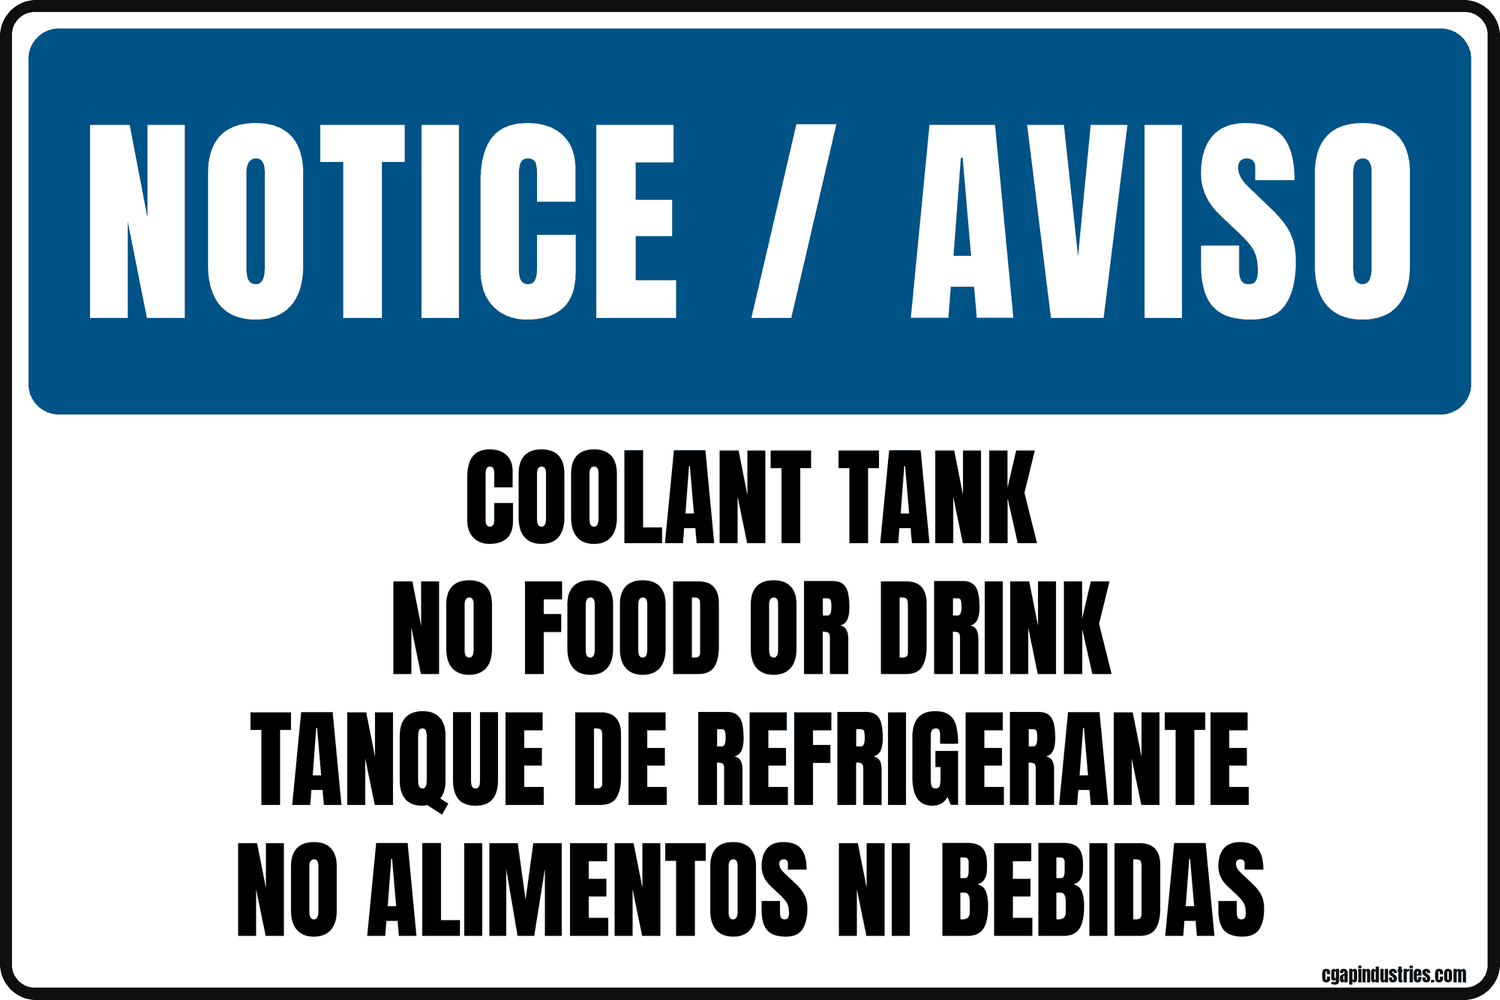 NOTICE / AVISO
COOLANT TANK
NO FOOD OR DRINK
TANQUE DE REFRIGERANTE
NO ALIMENTOS NI BEBIDAS
cgapindustries.com